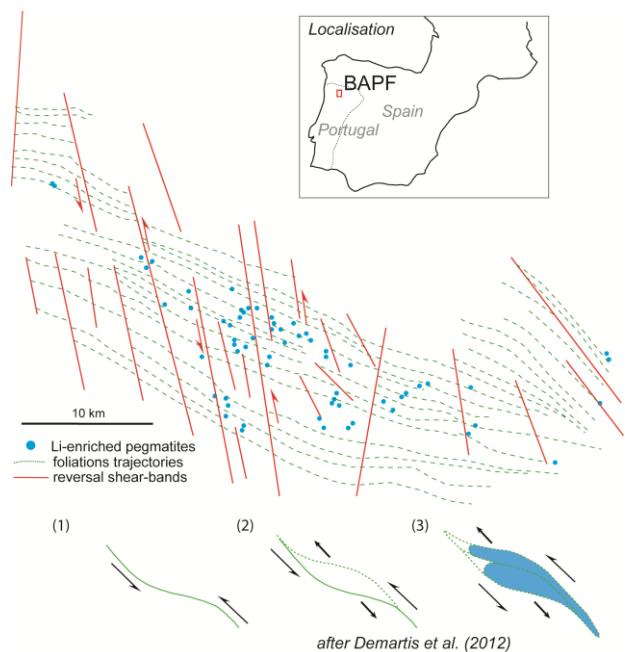 Localisation
BAPF
Spain
Portugal
10 km
Li-enriched pegmatites
foliations trajectories
reversal shear-bands
(1)
(2)
(3)
after Demartis et al. (2012)